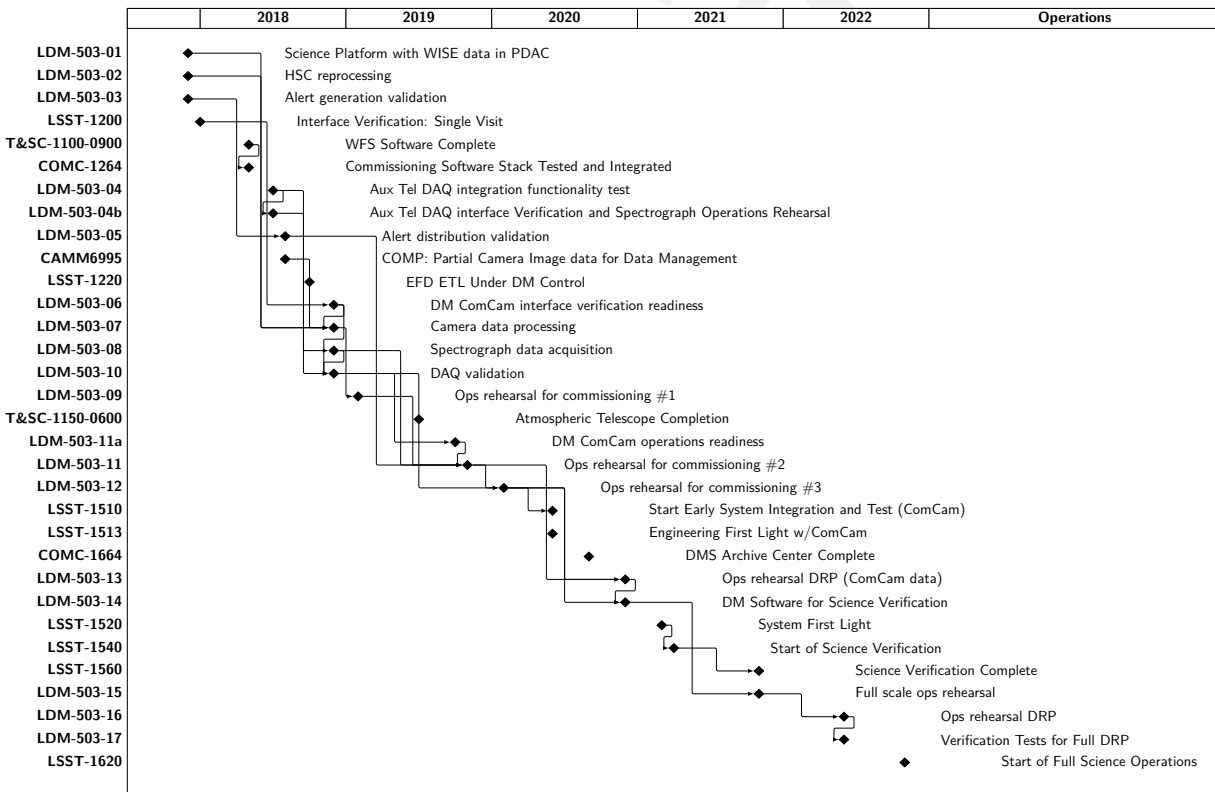 2018 2019 2020 2021 2022 Operations
LDM-503-01 Science Platform with WISE data in PDAC
LDM-503-02 HSC reprocessing
LDM-503-03 Alert generation validation
LSST-1200 Interface Verification: Single Visit
T&SC-1100-0900 WFS Software Complete
COMC-1264 Commissioning Software Stack Tested and Integrated
LDM-503-04 Aux Tel DAQ integration functionality test
LDM-503-04b Aux Tel DAQ interface Verification and Spectrograph Operations Rehearsal
LDM-503-05 Alert distribution validation
CAMM6995 COMP: Partial Camera Image data for Data Management
LSST-1220 EFD ETL Under DM Control
LDM-503-06 DM ComCam interface verification readiness
LDM-503-07 Camera data processing
LDM-503-08 Spectrograph data acquisition
LDM-503-10 DAQ validation
LDM-503-09 Ops rehearsal for commissioning #1
T&SC-1150-0600 Atmospheric Telescope Completion
LDM-503-11a DM ComCam operations readiness
LDM-503-11 Ops rehearsal for commissioning #2
LDM-503-12 Ops rehearsal for commissioning #3
LSST-1510 Start Early System Integration and Test (ComCam)
LSST-1513 Engineering First Light w/ComCam
COMC-1664 DMS Archive Center Complete
LDM-503-13 Ops rehearsal DRP (ComCam data)
LDM-503-14 DM Software for Science Verification
LSST-1520 System First Light
LSST-1540 Start of Science Verification
LSST-1560 Science Verification Complete
LDM-503-15 Full scale ops rehearsal
LDM-503-16 Ops rehearsal DRP
LDM-503-17 Verification Tests for Full DRP
LSST-1620 Start of Full Science Operations